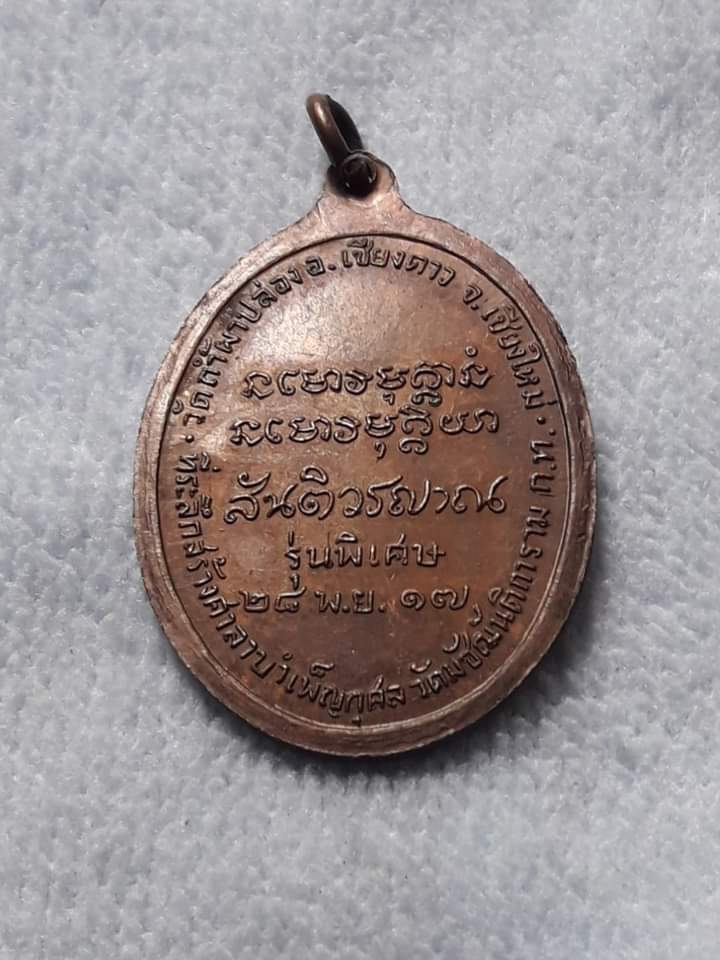 วัดถ้ำผาปล่อง อ.เชียงดาว จ.เชียงใหม่
สันติวรญาณ
รุ่นพิเศษ
๒๘ พ.ย. ๑๗
ที่ระลึกสร้างศาลาบำเพ็ญกุศล วัดมัชฌันติการาม ก.ท.